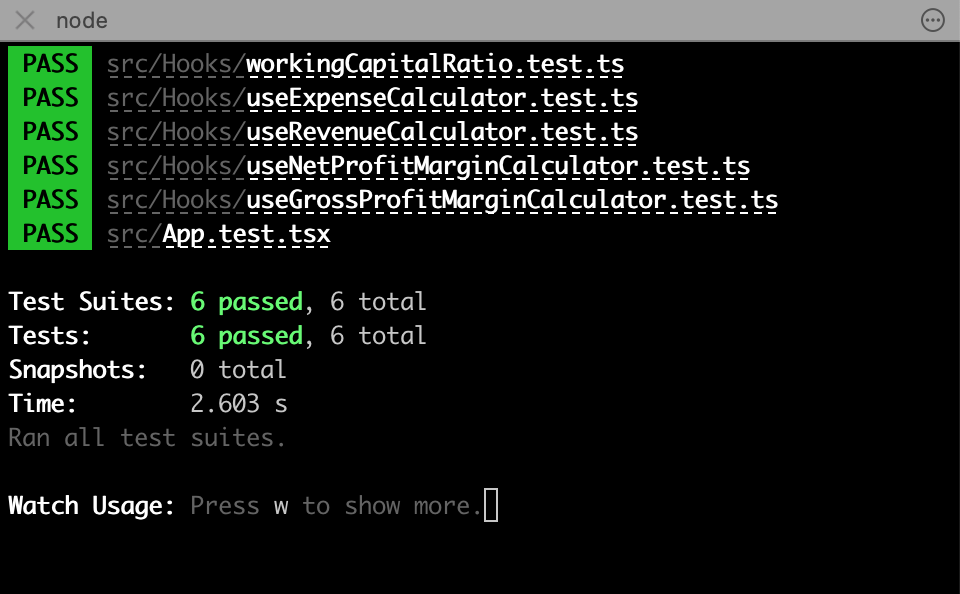 node
PASS src/Hooks/workingCapitalRatio.test.ts
PASS src/Hooks/useExpenseCalculator.test.ts
PASS src/Hooks/useRevenueCalculator.test.ts
PASS src/Hooks/useNetProfitMarginCalculator.test.ts
PASS src/Hooks/useGrossProfitMarginCalculator.test.ts
PASS src/App.test.tsx
Test Suites: 6 passed, 6 total
Tests: 6 passed, 6 total
Snapshots: 0 total
Time: 2.603 s
Ran all test suites.
Watch Usage: Press w to show more.